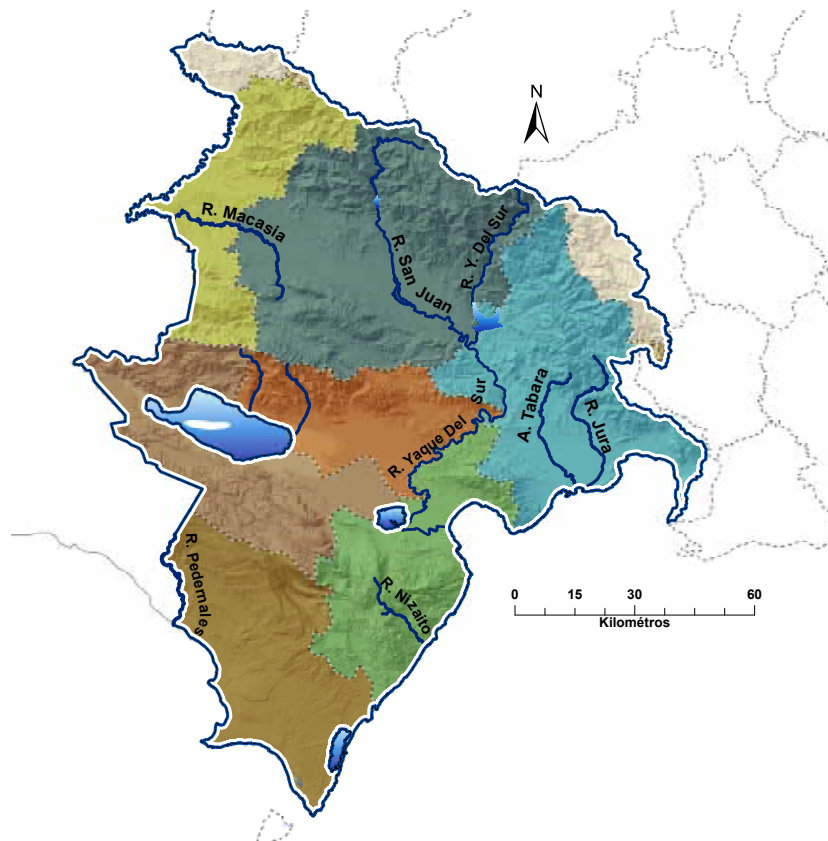 N
R. Macasia
R. San Juan
R. Y. Del Sur
R. Yaque Del Sur
A. Tabara
R. Jura
R. Pedernales
R. Nizaito
0 15 30 60
Kilométros